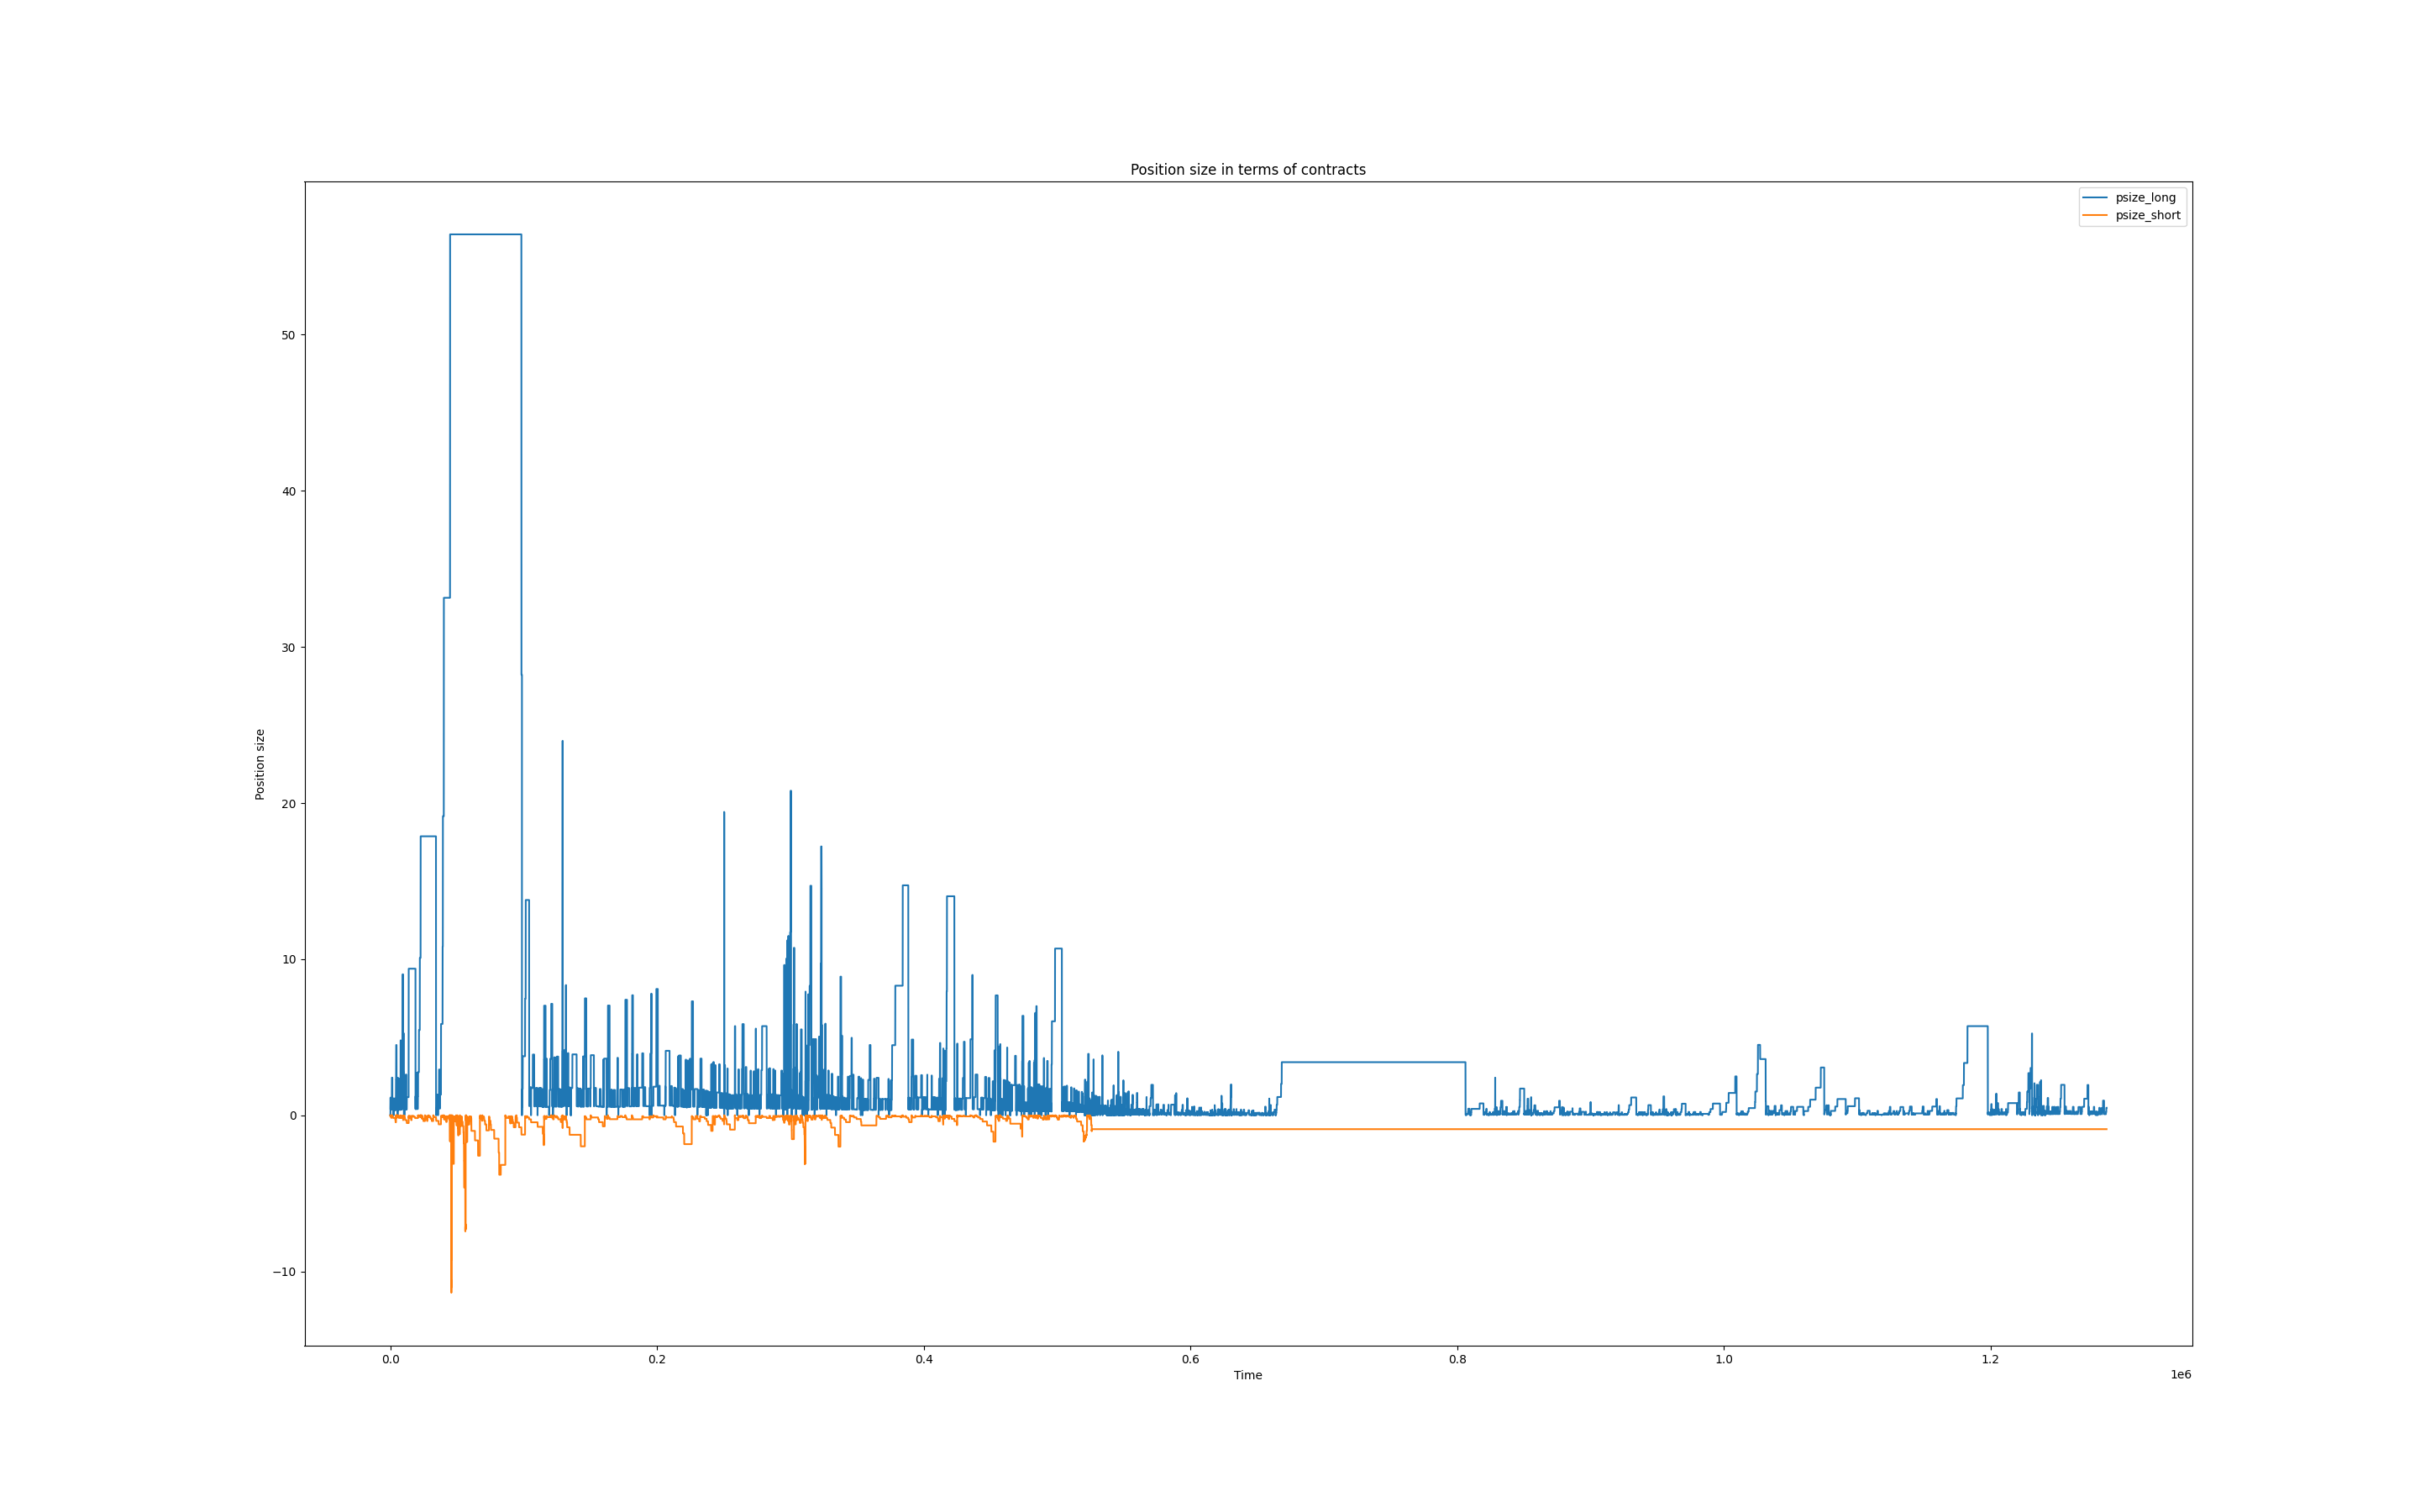 Position size in terms of contracts
psize_long
psize_short
50
40
30
20
10
0
−10
Position size
0.0
0.2
0.4
0.6
0.8
1.0
1.2
1e6
Time